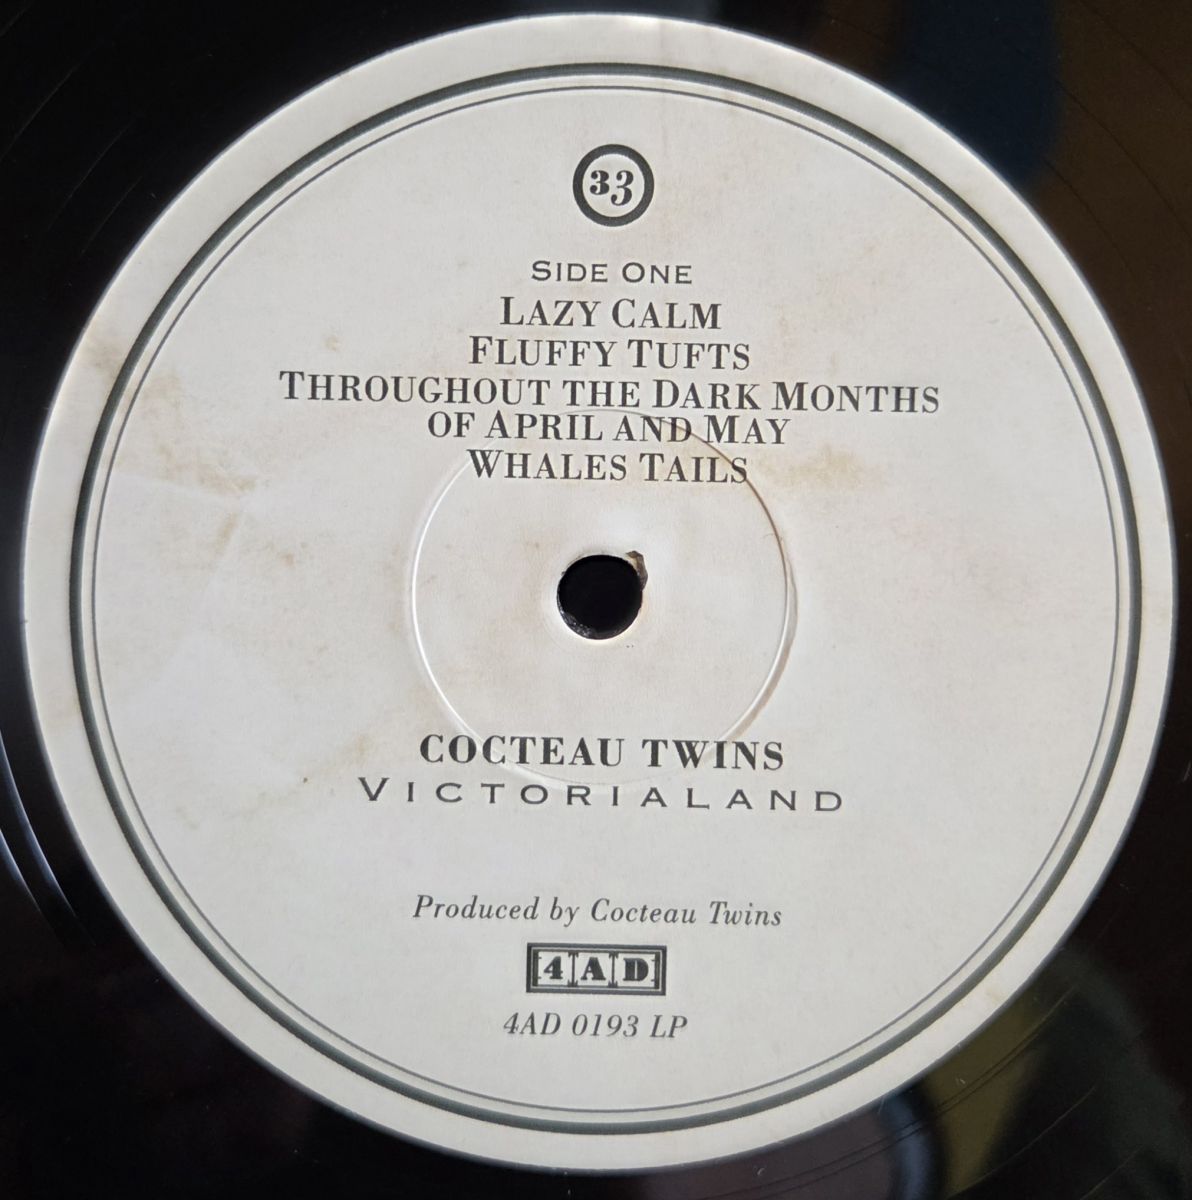 33
SIDE ONE
LAZY CALM
FLUFFY TUFTS
THROUGHOUT THE DARK MONTHS
OF APRIL AND MAY
WHALES TAILS
COCTEAU TWINS
VICTORIALAND
Produced by Cocteau Twins
4AD
4AD 0193 LP